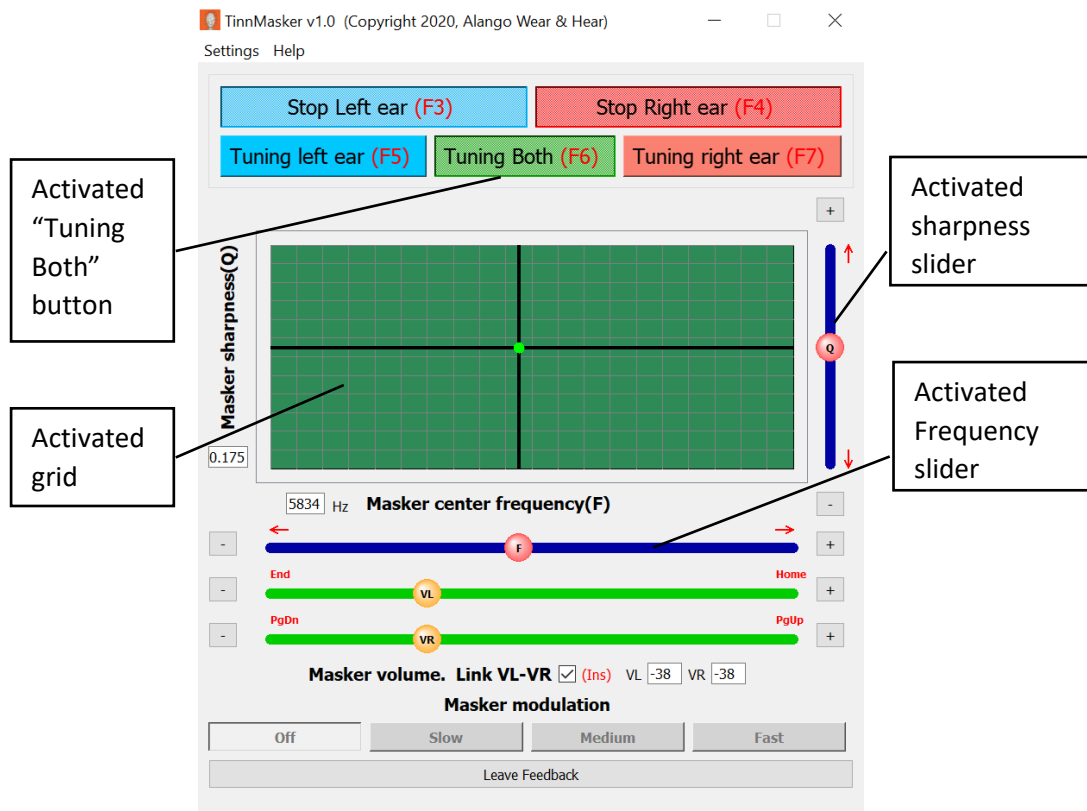 TinnMasker v1.0 (Copyright 2020, Alango Wear & Hear)
Settings Help
Stop Left ear (F3)
Stop Right ear (F4)
Tuning left ear (F5)
Tuning Both (F6)
Tuning right ear (F7)
Activated
“Tuning
Both”
button
Activated
sharpness
slider
+
Masker sharpness(Q)
Q
Activated
grid
Activated
Frequency
slider
0.175
5834 Hz Masker center frequency(F)
-
- F +
End Home
- VL +
PgDn PgUp
- VR +
Masker volume. Link VL-VR (Ins) VL -38 VR -38
Masker modulation
Off Slow Medium Fast
Leave Feedback